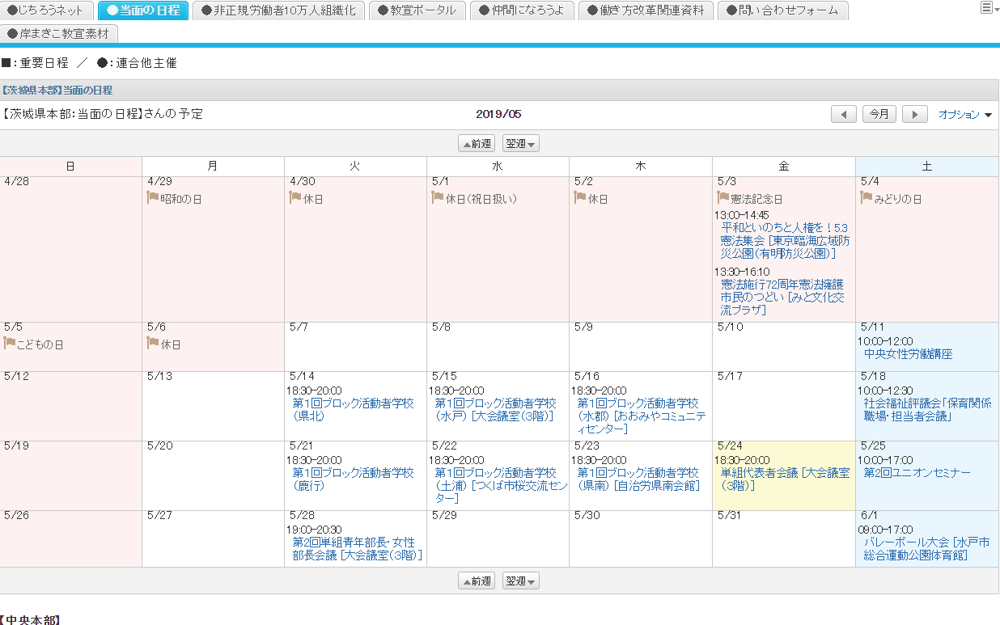 ●じちろうネット ●当面の日程 ●非正規労働者10万人組織化 ●教宣ポータル ●仲間になろうよ ●働き方改革関連資料 ●問い合わせフォーム
●岸まきこ教宣素材
■：重要日程 ／ ●：連合他主催
【茨城県本部】当面の日程
【茨城県本部：当面の日程】さんの予定 2019/05 今月 オプション
前週 翌週
日 月 火 水 木 金 土
4/28 4/29 4/30 5/1 5/2 5/3 5/4
昭和の日 休日 休日（祝日扱い） 休日 憲法記念日 みどりの日
13:00-14:45
平和といのちと人権を！5.3
憲法集会 [東京臨海広域防
災公園（有明防災公園）]
13:30-16:10
憲法施行72周年憲法擁護
市民のつどい [みと文化交
流プラザ]
5/5 5/6 5/7 5/8 5/9 5/10 5/11
こどもの日 休日
10:00-12:00
中央女性労働講座
5/12 5/13 5/14 5/15 5/16 5/17 5/18
18:30-20:00
第1回ブロック活動者学校
（県北）
18:30-20:00
第1回ブロック活動者学校
（水戸） [大会議室（3階）]
18:30-20:00
第1回ブロック活動者学校
（水郡） [おおみやコミュニテ
ィセンター]
10:00-12:30
社会福祉評議会「保育関係
職場・担当者会議」
5/19 5/20 5/21 5/22 5/23 5/24 5/25
18:30-20:00
第1回ブロック活動者学校
（鹿行）
18:30-20:00
第1回ブロック活動者学校
（土浦） [つくば市桜交流セン
ター]
18:30-20:00
第1回ブロック活動者学校
（県南） [自治労県南会館]
18:30-20:00
単組代表者会議 [大会議室
（3階）]
10:00-17:00
第2回ユニオンセミナー
5/26 5/27 5/28 5/29 5/30 5/31 6/1
19:00-20:30
第2回単組青年部長・女性
部長会議 [大会議室（3階）]
09:00-17:00
バレーボール大会 [水戸市
総合運動公園体育館]
前週 翌週
【中央本部】